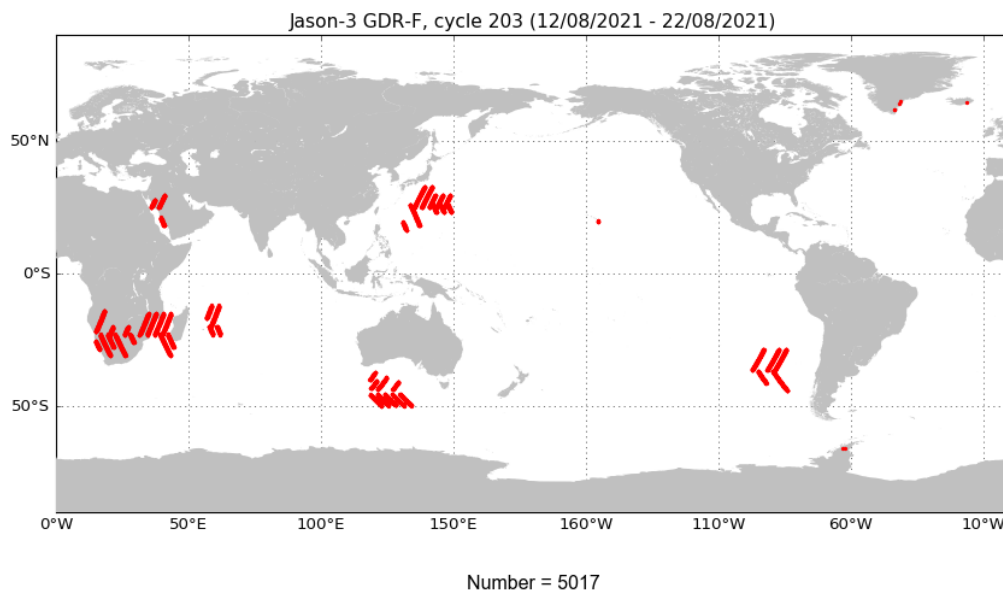 Jason-3 GDR-F, cycle 203 (12/08/2021 - 22/08/2021)
50°N
0°S
50°S
0°W 50°E 100°E 150°E 160°W 110°W 60°W 10°W
Number = 5017